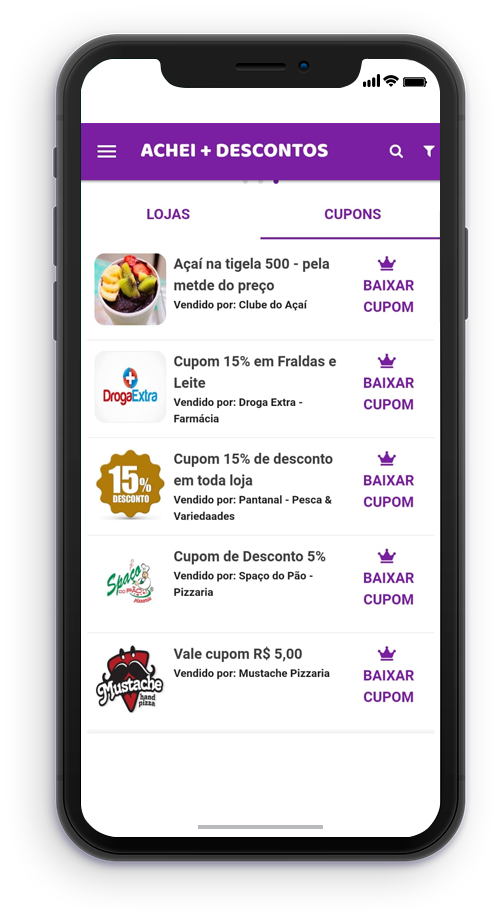 ACHEI + DESCONTOS
LOJAS
CUPONS
Açaí na tigela 500 - pela
metde do preço
Vendido por: Clube do Açaí
BAIXAR
CUPOM
DrogaExtra
Cupom 15% em Fraldas e
Leite
Vendido por: Droga Extra -
Farmácia
BAIXAR
CUPOM
15%
DESCONTO
Cupom 15% de desconto
em toda loja
Vendido por: Pantanal - Pesca &
Variedaades
BAIXAR
CUPOM
Spaço
DO PÃO
pizzarias
Cupom de Desconto 5%
Vendido por: Spaço do Pão -
Pizzaria
BAIXAR
CUPOM
Mustache
hand
pizza
Vale cupom R$ 5,00
Vendido por: Mustache Pizzaria
BAIXAR
CUPOM